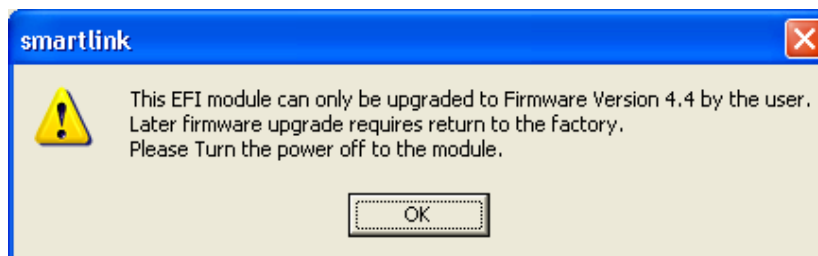 smartlink
This EFI module can only be upgraded to Firmware Version 4.4 by the user.
Later firmware upgrade requires return to the factory.
Please Turn the power off to the module.
OK